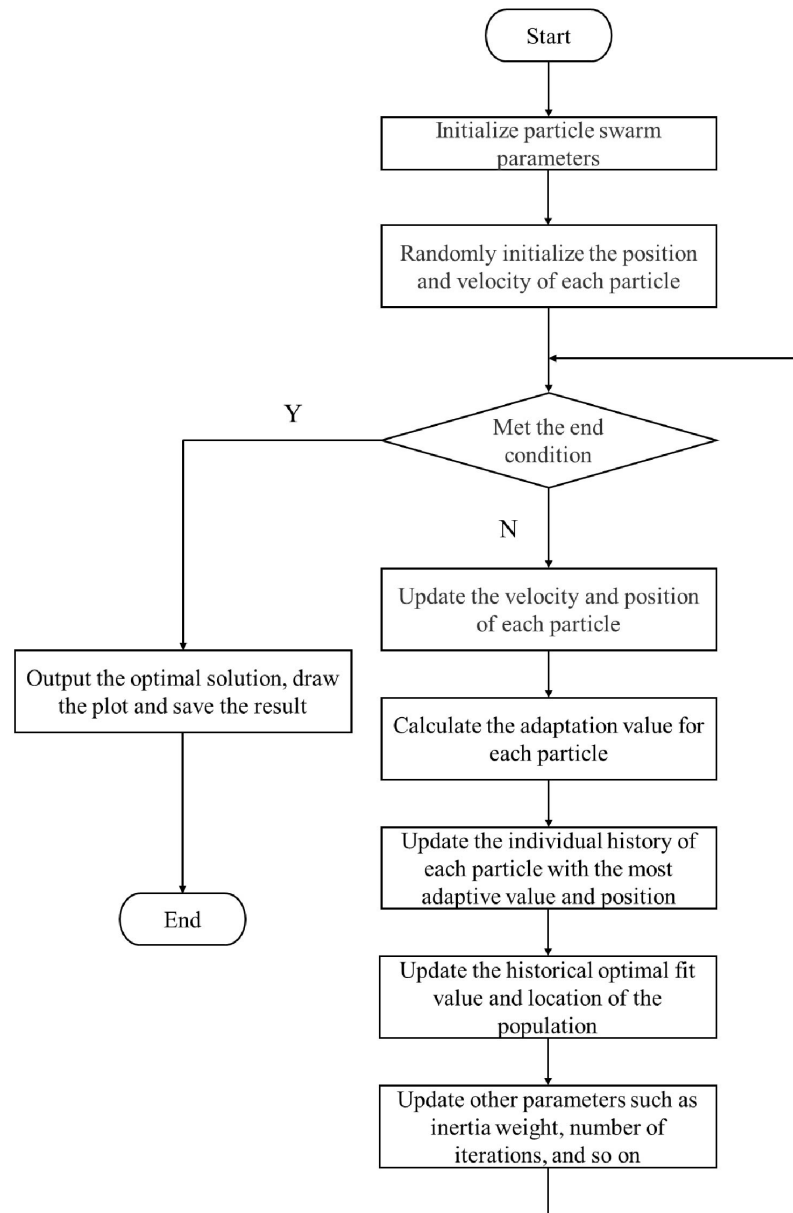 Start
Initialize particle swarm
parameters
Randomly initialize the position
and velocity of each particle
Met the end
condition
Y
N
Update the velocity and position
of each particle
Output the optimal solution, draw
the plot and save the result
Calculate the adaptation value for
each particle
Update the individual history of
each particle with the most
adaptive value and position
End
Update the historical optimal fit
value and location of the
population
Update other parameters such as
inertia weight, number of
iterations, and so on